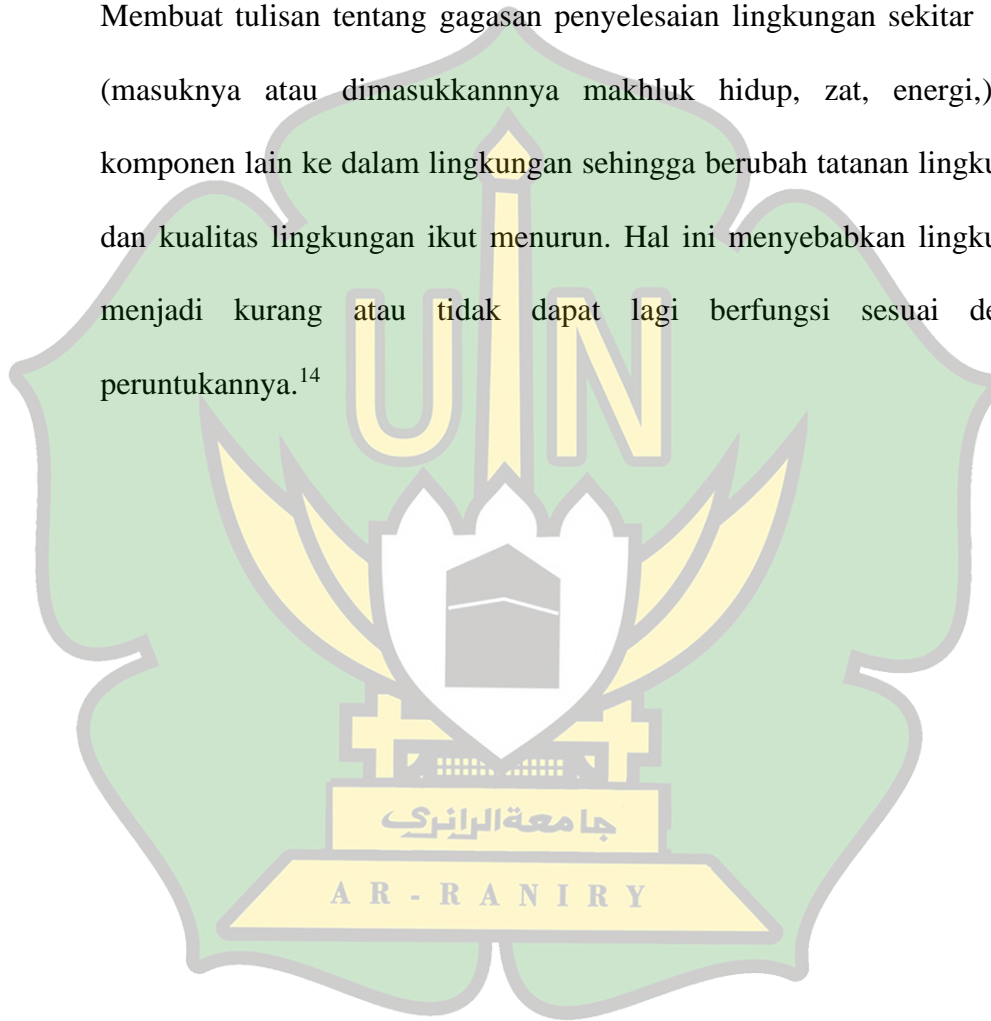 Membuat tulisan tentang gagasan penyelesaian lingkungan sekitar
(masuknya atau dimasukkannnya makhluk hidup, zat, energi,)
komponen lain ke dalam lingkungan sehingga berubah tatanan lingku
dan kualitas lingkungan ikut menurun. Hal ini menyebabkan lingku
menjadi kurang atau tidak dapat lagi berfungsi sesuai de
peruntukannya.14
UIN
جامعةالرانري
AR-RANIRY